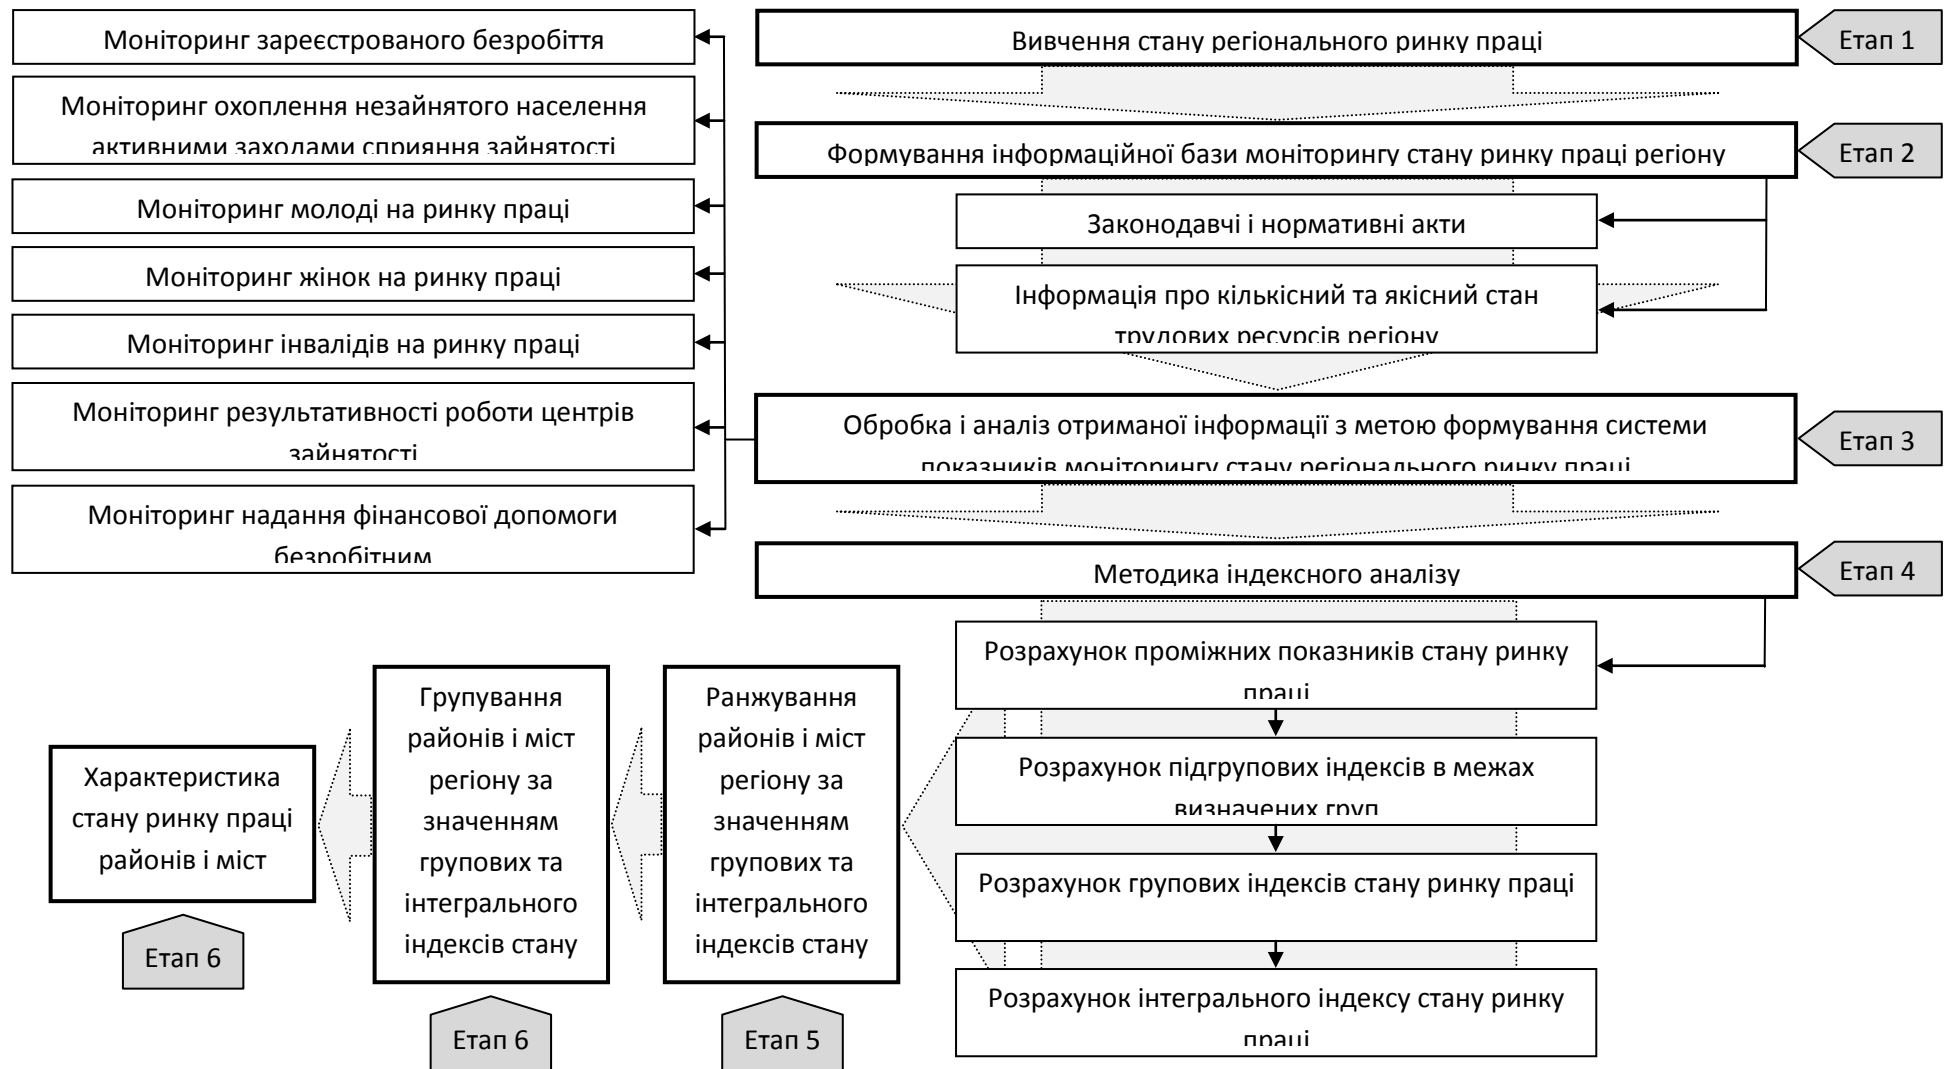 Моніторинг зареєстрованого безробіття
Моніторинг охоплення незайнятого населення
активними заходами сприяння зайнятості
Моніторинг молоді на ринку праці
Моніторинг жінок на ринку праці
Моніторинг інвалідів на ринку праці
Моніторинг результативності роботи центрів
зайнятості
Моніторинг надання фінансової допомоги
безробітним
Вивчення стану регіонального ринку праці
Етап 1
Формування інформаційної бази моніторингу стану ринку праці регіону
Етап 2
Законодавчі і нормативні акти
Інформація про кількісний та якісний стан
трудових ресурсів регіону
Обробка і аналіз отриманої інформації з метою формування системи
показників моніторингу стану регіонального ринку праці
Етап 3
Методика індексного аналізу
Етап 4
Розрахунок проміжних показників стану ринку
праці
Розрахунок підгрупових індексів в межах
визначених груп
Розрахунок групових індексів стану ринку праці
Розрахунок інтегрального індексу стану ринку
праці
Ранжування
районів і міст
регіону за
значенням
групових та
інтегрального
індексів стану
Етап 5
Групування
районів і міст
регіону за
значенням
групових та
інтегрального
індексів стану
Етап 6
Характеристика
стану ринку праці
районів і міст
Етап 6